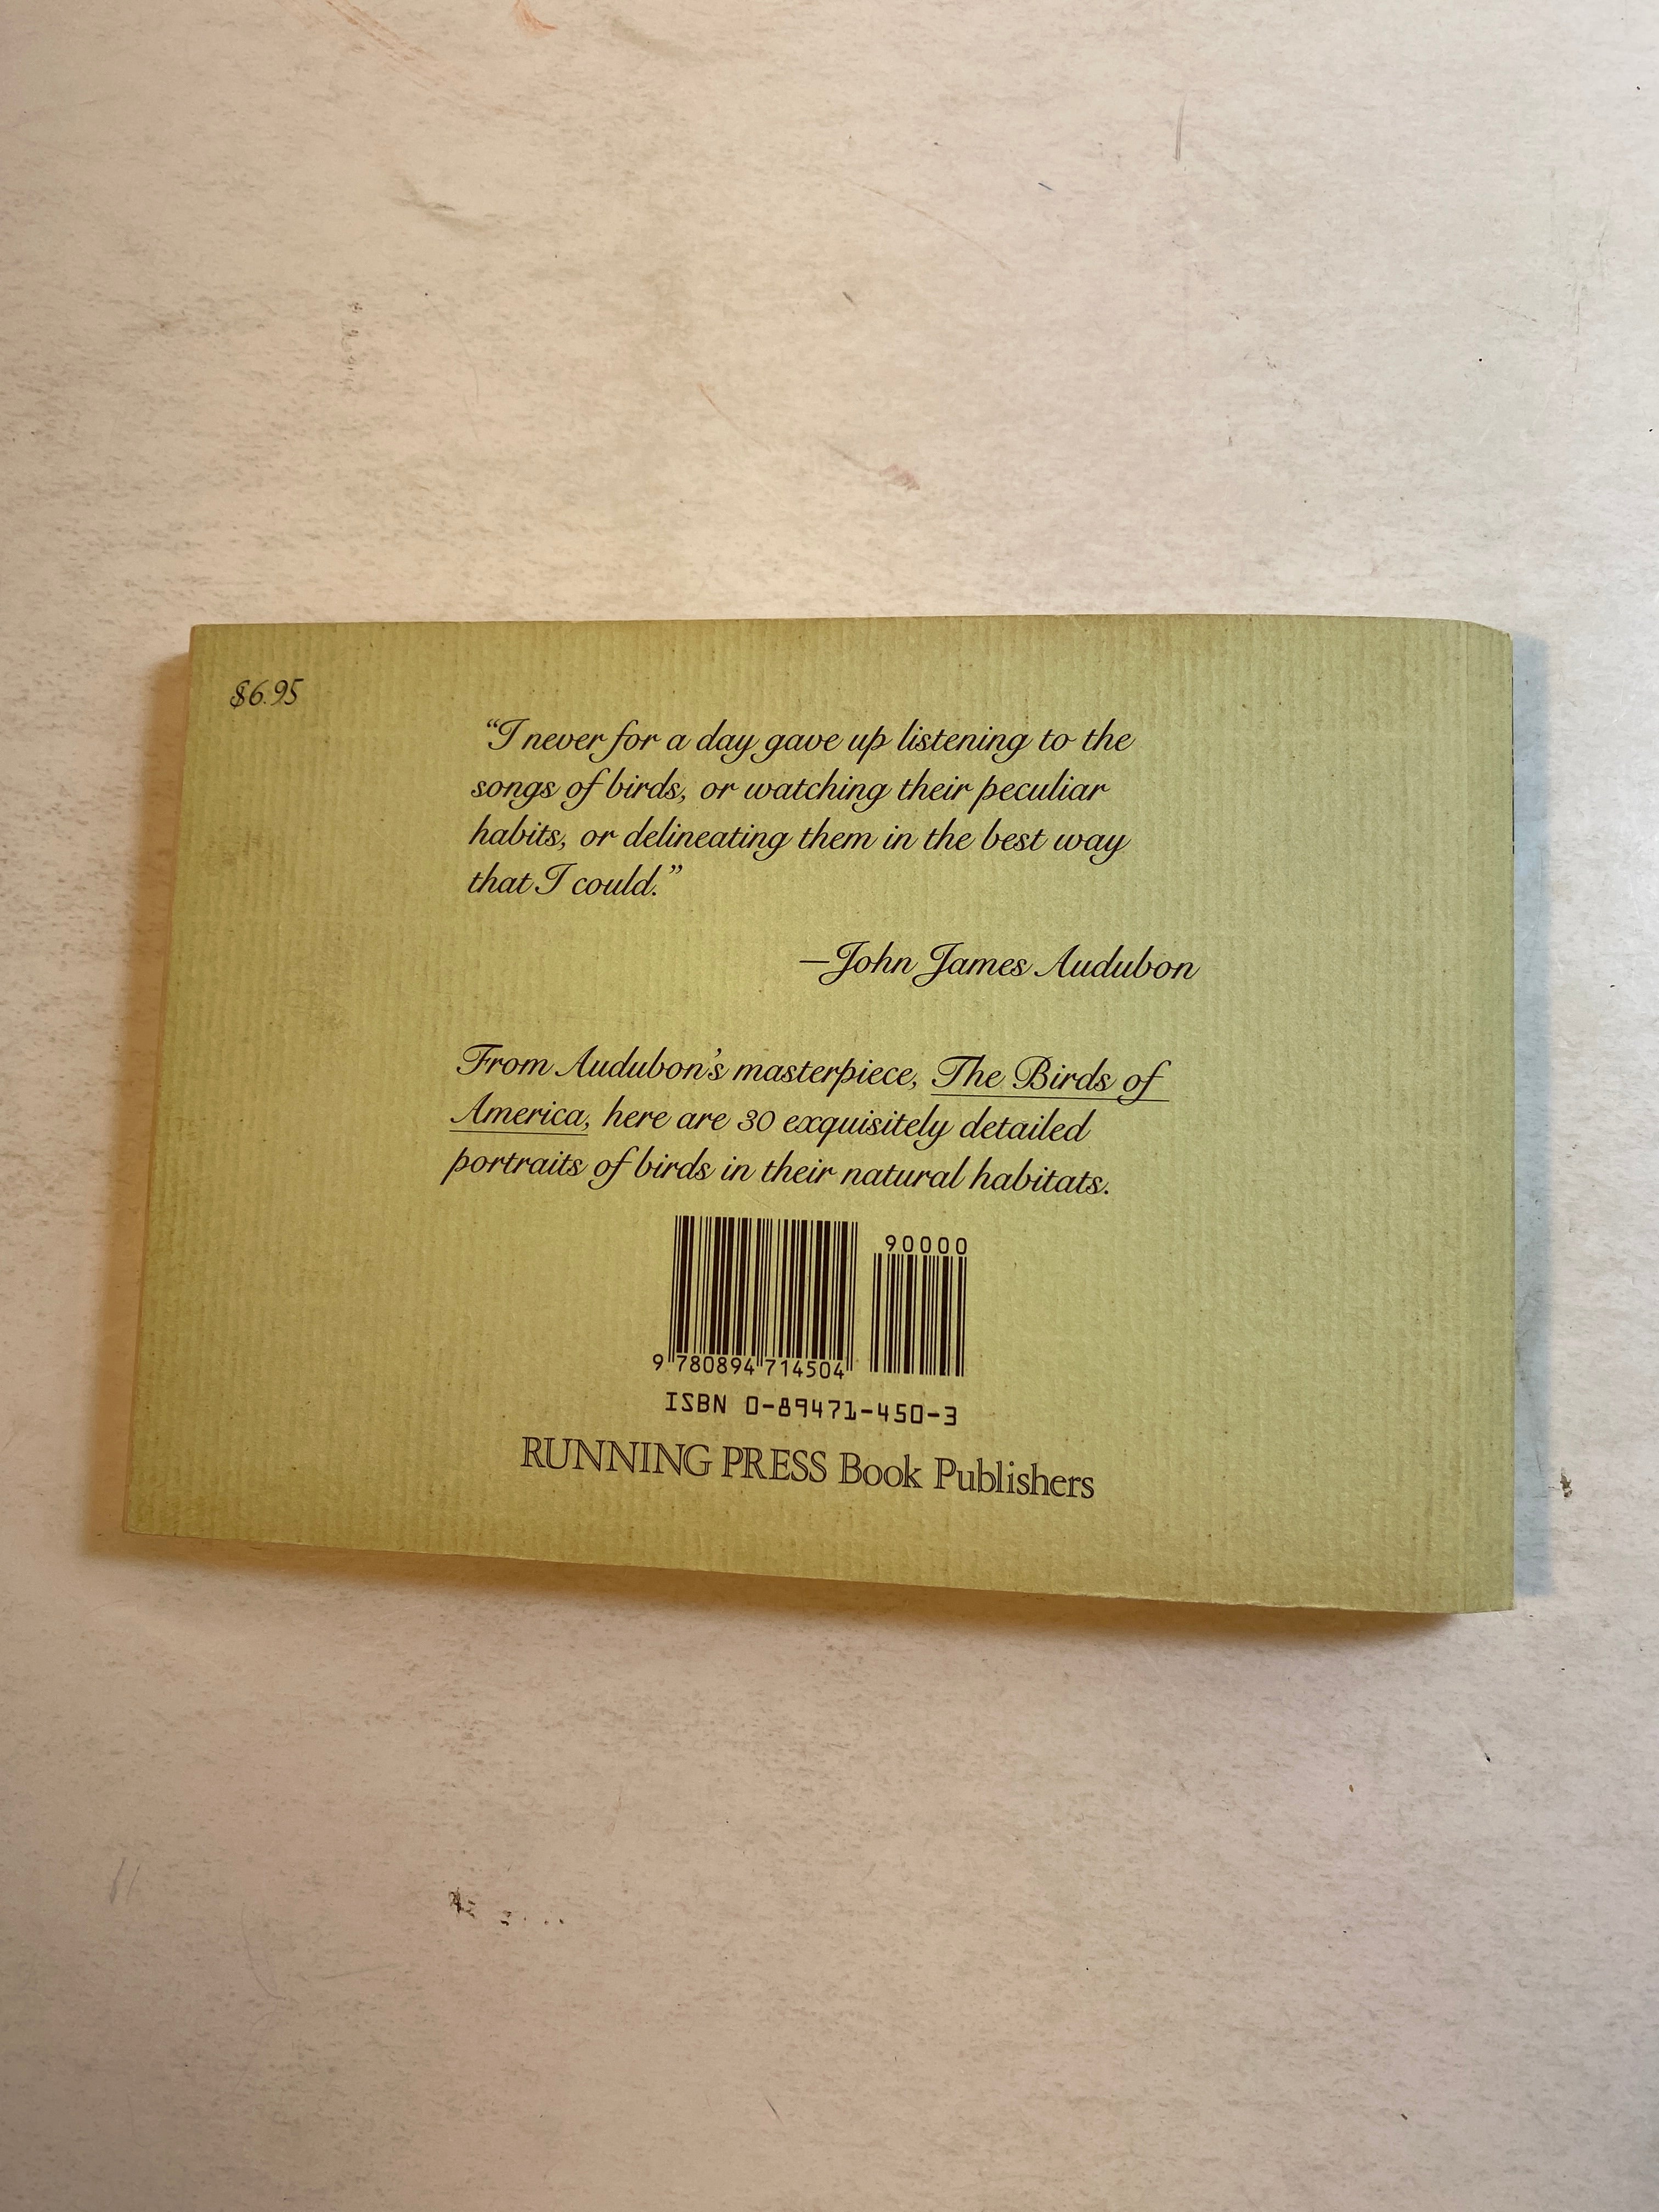 $6.95
“I never for a day gave up listening to the
songs of birds, or watching their peculiar
habits, or delineating them in the best way
that I could.”
—John James Audubon
From Audubon’s masterpiece, The Birds of
America, here are 30 exquisitely detailed
portraits of birds in their natural habitats.
90000
9 780894 714504
ISBN 0-89471-450-3
RUNNING PRESS Book Publishers